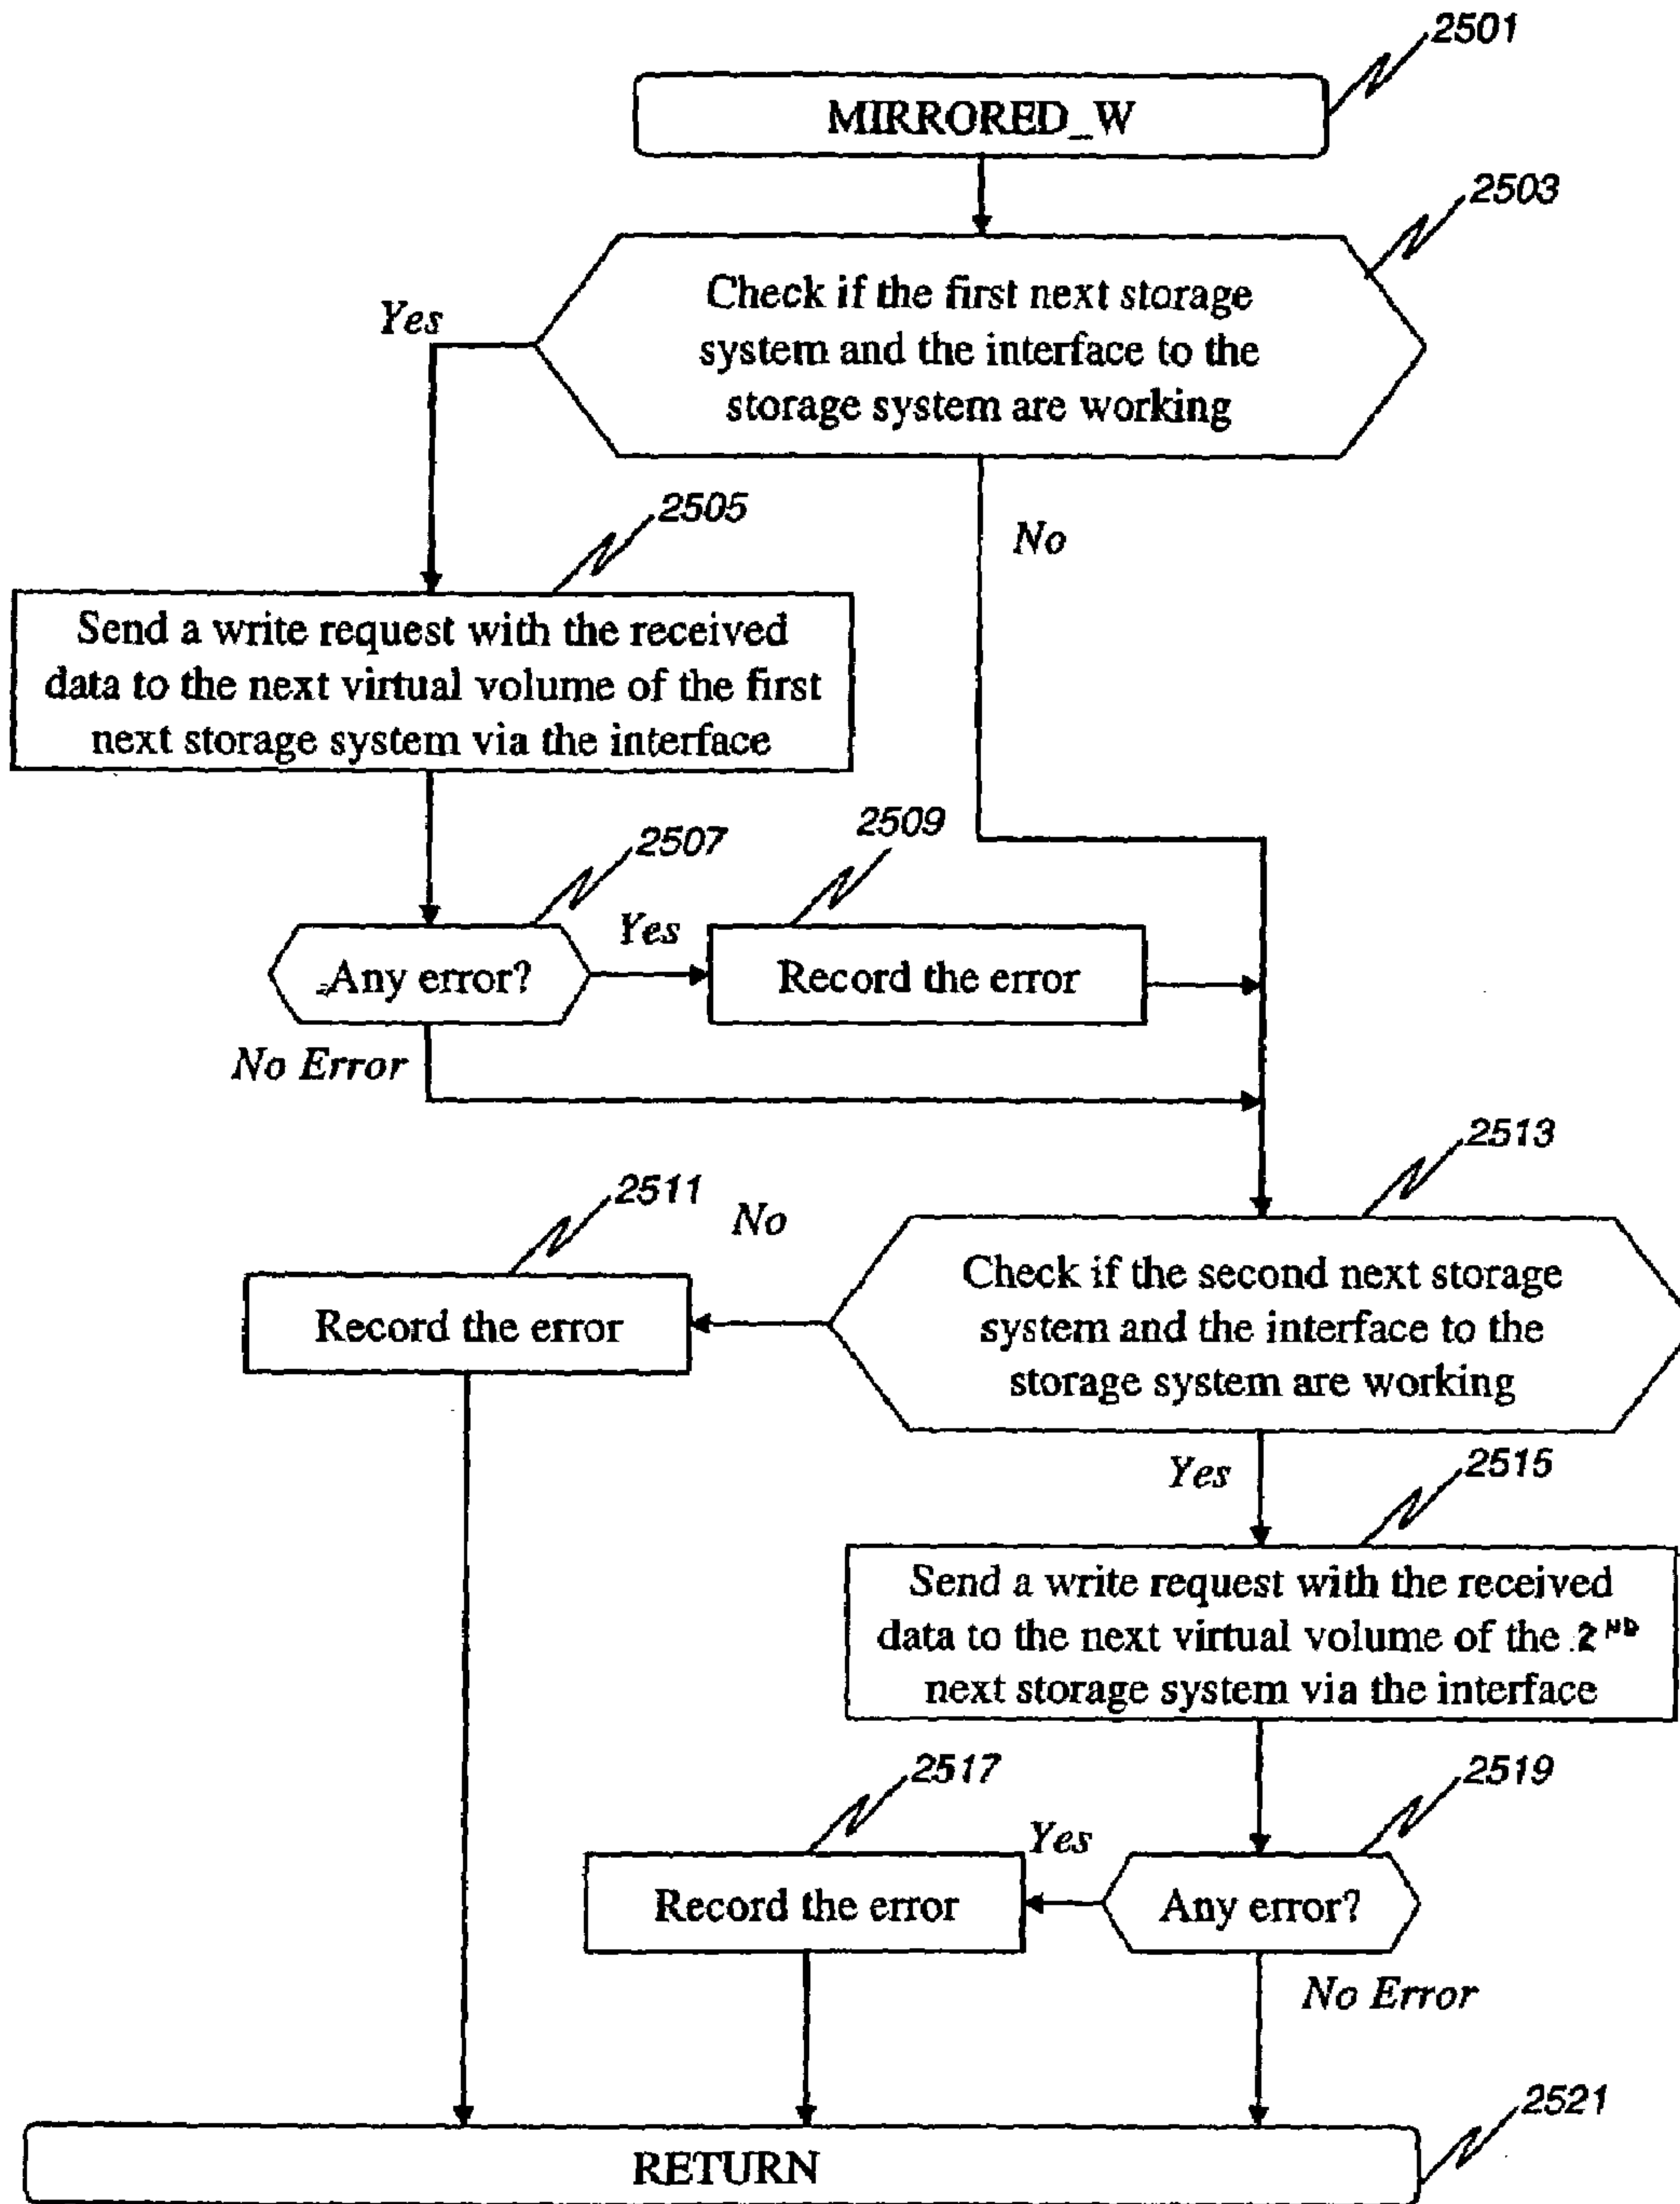 2501
MIRRORED_W
2503
Check if the first next storage
system and the interface to the
storage system are working
Yes
No
2505
Send a write request with the received
data to the next virtual volume of the first
next storage system via the interface
2507
2509
Any error?
Yes
Record the error
No Error
2513
2511
No
Record the error
Check if the second next storage
system and the interface to the
storage system are working
Yes
2515
Send a write request with the received
data to the next virtual volume of the 2ND
next storage system via the interface
2517
2519
Yes
Record the error
Any error?
No Error
2521
RETURN